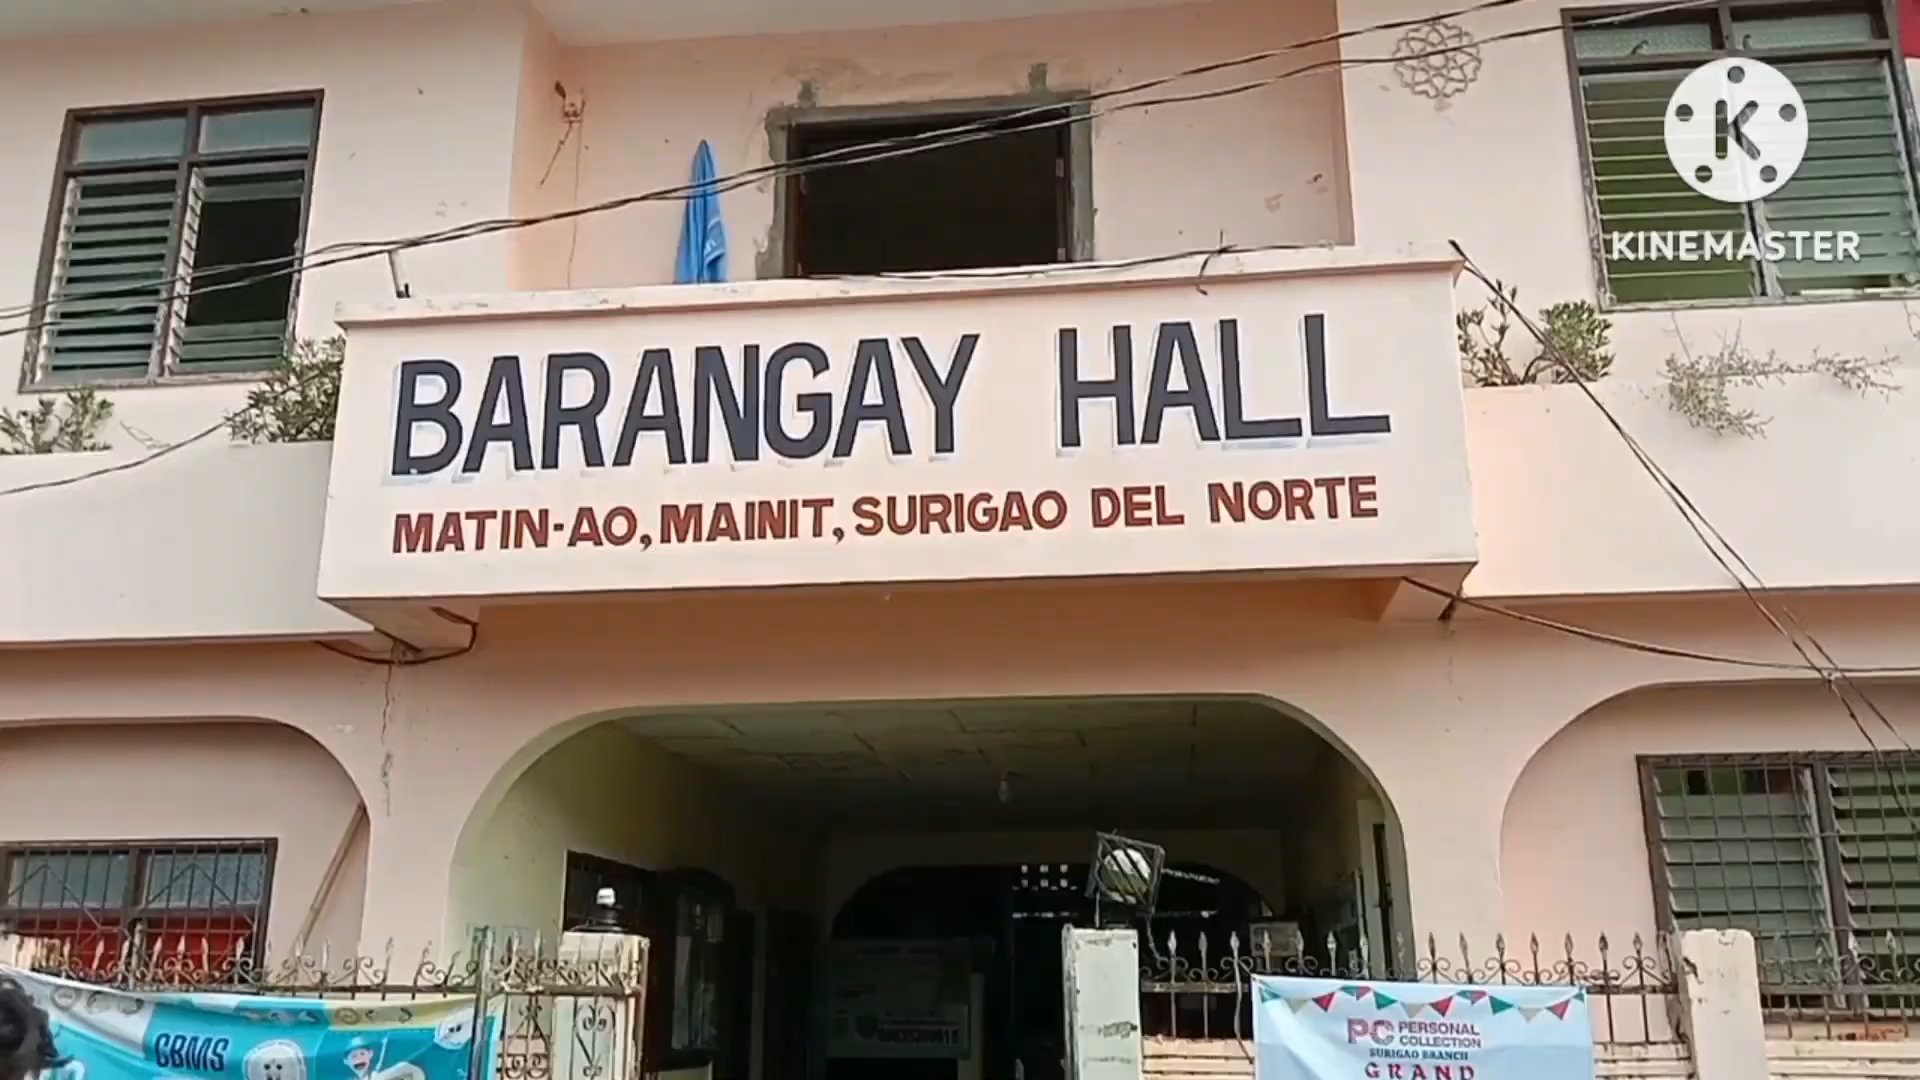 K
KINEMASTER
BARANGAY HALL
MATIN-AO, MAINIT, SURIGAO DEL NORTE
CBMS
PC PERSONAL COLLECTION
SURIGAO BRANCH
GRAND